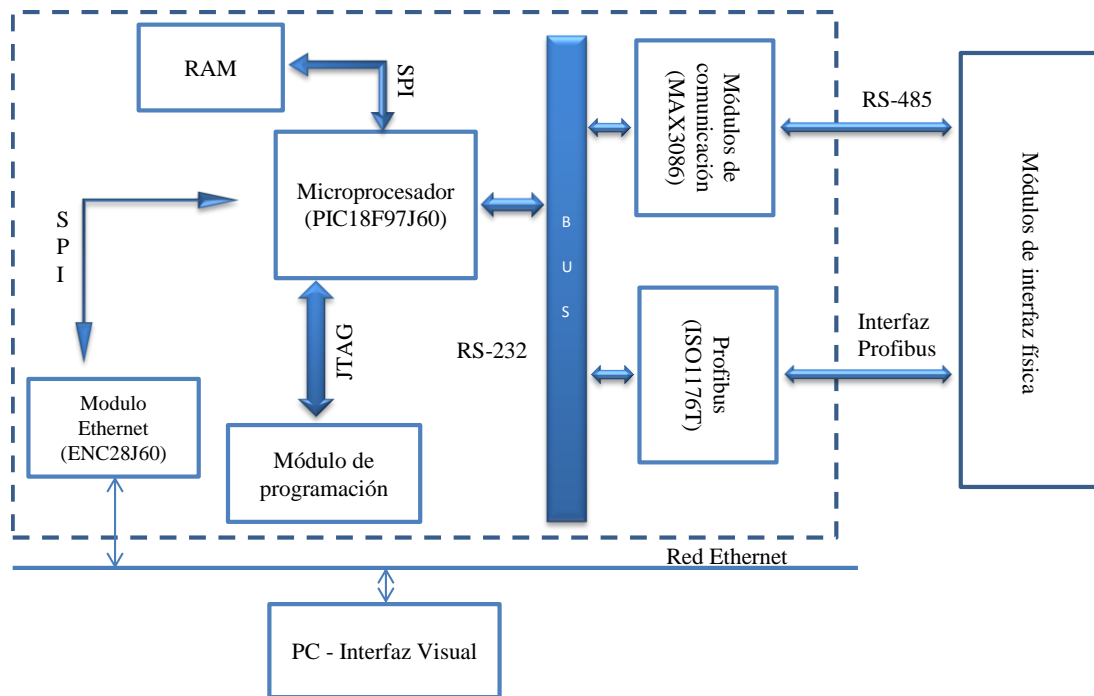 RAM
SPI
Microprocesador
(PIC18F97J60)
S
P
I
Modulo
Ethernet
(ENC28J60)
JTAG
Módulo de
programación
RS-232
B
U
S
Módulos de
comunicación
(MAX3086)
Profibus
(ISO1176T)
RS-485
Interfaz
Profibus
Módulos de interfaz física
Red Ethernet
PC - Interfaz Visual